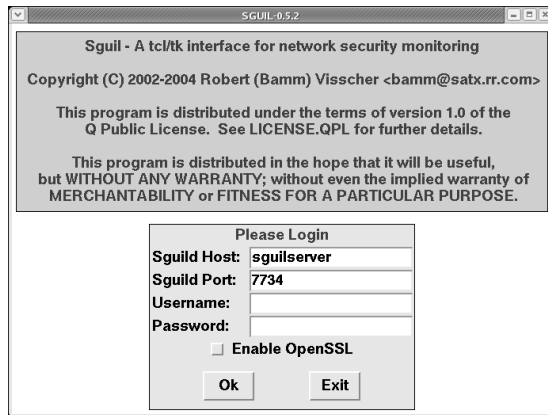 SGUIL-0.5.2
Sguil - A tcl/tk interface for network security monitoring
Copyright (C) 2002-2004 Robert (Bamm) Visscher <bamm@satx.rr.com>
This program is distributed under the terms of version 1.0 of the
Q Public License. See LICENSE.QPL for further details.
This program is distributed in the hope that it will be useful,
but WITHOUT ANY WARRANTY; without even the implied warranty of
MERCHANTABILITY or FITNESS FOR A PARTICULAR PURPOSE.
Please Login
Sguild Host: sguilserver
Sguild Port: 7734
Username:
Password:
Enable OpenSSL
Ok Exit